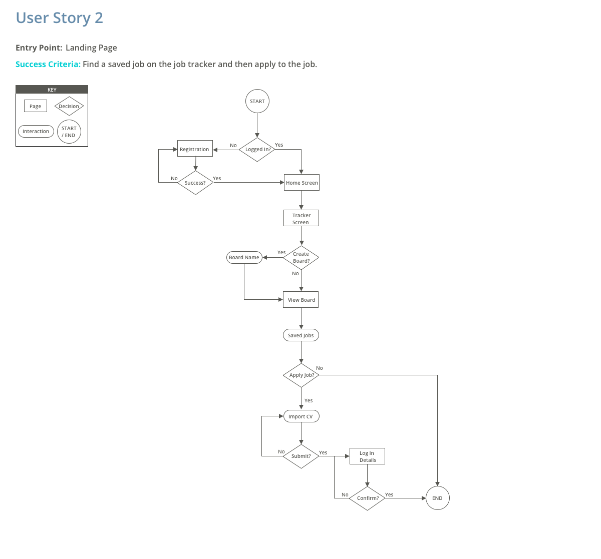 User Story 2
Entry Point: Landing Page
Success Criteria: Find a saved job on the job tracker and then apply to the job.
KEY
Page
Decision
Interaction
START
/ END
START
Logged In?
No
Yes
Registration
Success?
No
Yes
Home Screen
Tracker
Screen
Create
Board?
Yes
Board Name
No
View Board
Saved Jobs
Apply Job?
No
Yes
Import CV
Submit?
No
Yes
Log In
Details
Confirm?
No
Yes
END